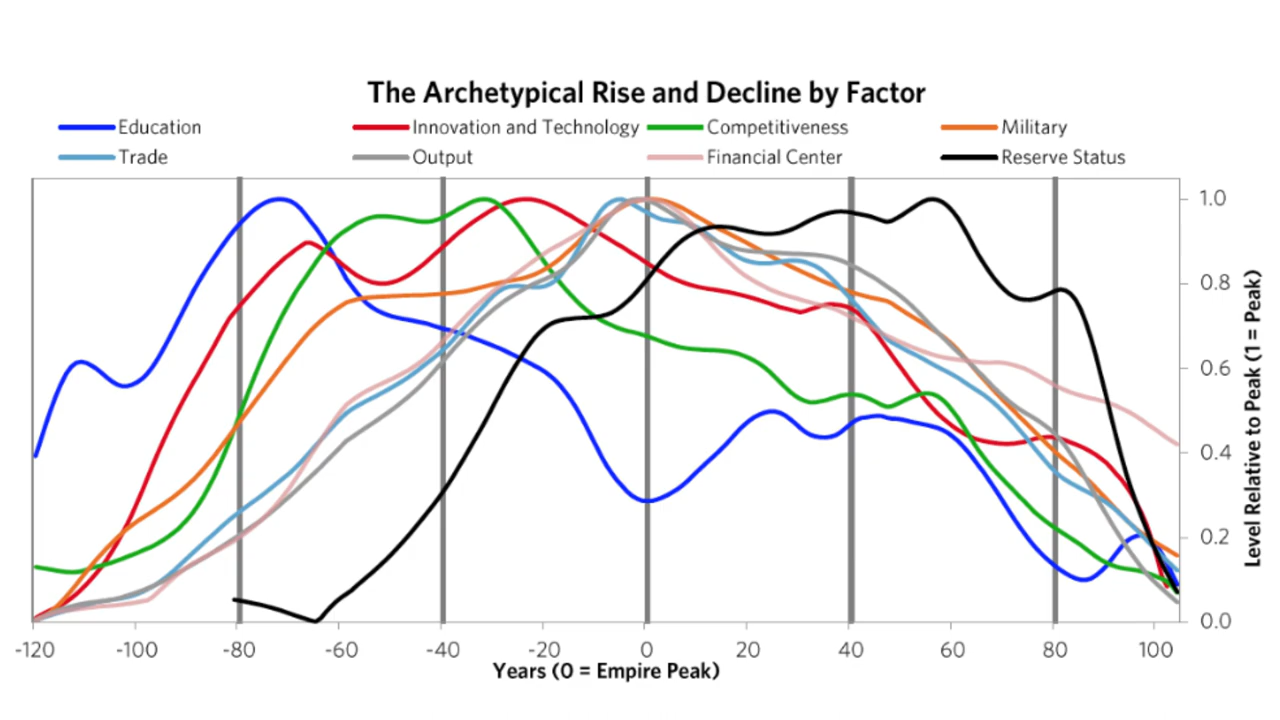 The Archetypical Rise and Decline by Factor
Education Innovation and Technology Competitiveness Military
Trade Output Financial Center Reserve Status
1.0
0.8
0.6
0.4
0.2
0.0
Level Relative to Peak (1 = Peak)
-120 -100 -80 -60 -40 -20 0 20 40 60 80 100
Years (0 = Empire Peak)